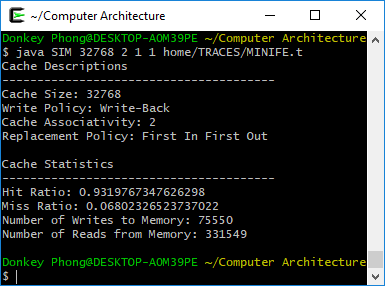 ~/Computer Architecture
Donkey Phong@DESKTOP-AOM39PE ~/Computer Architecture
$ java SIM 32768 2 1 1 home/TRACES/MINIFE.t
Cache Descriptions
---------------------------------------
Cache Size: 32768
Write Policy: Write-Back
Cache Associativity: 2
Replacement Policy: First In First Out
Cache Statistics
---------------------------------------
Hit Ratio: 0.9319767347626298
Miss Ratio: 0.06802326523737022
Number of Writes to Memory: 75550
Number of Reads from Memory: 331549
Donkey Phong@DESKTOP-AOM39PE ~/Computer Architecture
$